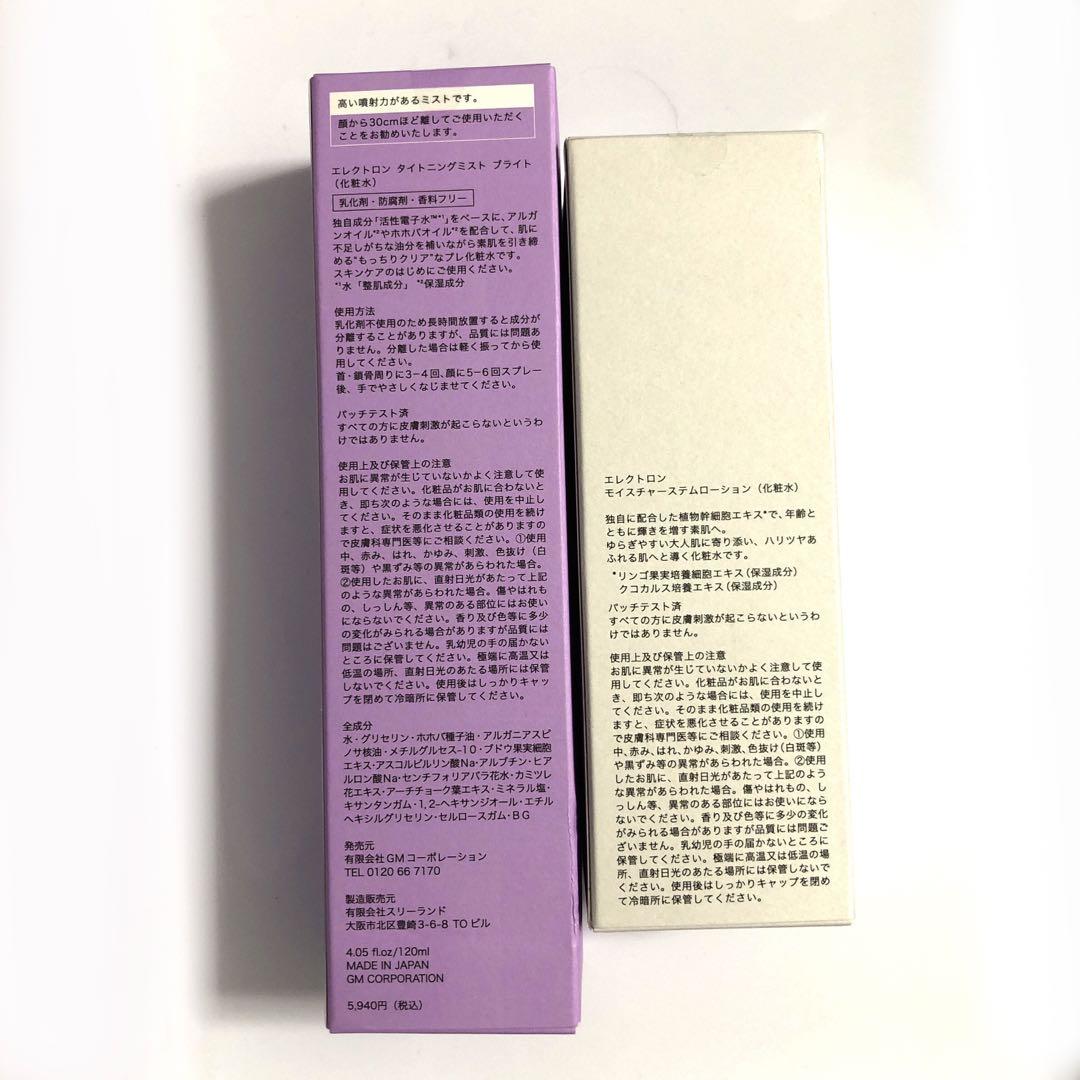 高い噴射力があるミストです。
顔から30cmほど離してご使用いただく
ことをお勧めいたします。
エレクトロン タイトニングミスト ブライト
（化粧水）
乳化剤・防腐剤・香料フリー
独自成分「活性電子水™*¹」をベースに、アルガ
ンオイル*²やホホバオイル*²を配合して、肌に
不足しがちな油分を補いながら素肌を引き締
める“もっちりクリア”なプレ化粧水です。
スキンケアのはじめにご使用ください。
*¹水「整肌成分」 *²保湿成分
使用方法
乳化剤不使用のため長時間放置すると成分が
分離することがありますが、品質には問題あ
りません。分離した場合は軽く振ってから使
用してください。
首・鎖骨周りに3−4回、顔に5−6回スプレー
後、手でやさしくなじませてください。
パッチテスト済
すべての方に皮膚刺激が起こらないというわ
けではありません。
使用上及び保管上の注意
お肌に異常が生じていないかよく注意して使
用してください。化粧品がお肌に合わないと
き、即ち次のような場合には、使用を中止し
てください。そのまま化粧品類の使用を続け
ますと、症状を悪化させることがありますの
で皮膚科専門医等にご相談ください。①使用
中、赤み、はれ、かゆみ、刺激、色抜け（白
斑等）や黒ずみ等の異常があらわれた場合。
②使用したお肌に、直射日光があたって上記
のような異常があらわれた場合。傷やはれも
の、しっしん等、異常のある部位にはお使い
にならないでください。香り及び色等に多少
の変化がみられる場合がありますが品質には
問題はございません。乳幼児の手の届かない
ところに保管してください。極端に高温又は
低温の場所、直射日光のあたる場所には保管
しないでください。使用後はしっかりキャッ
プを閉めて冷暗所に保管してください。
全成分
水・グリセリン・ホホバ種子油・アルガニアスピ
ノサ核油・メチルグルセス-10・ブドウ果実細胞
エキス・アスコルビルリン酸Na・アルブチン・ヒア
ルロン酸Na・センチフォリアバラ花水・カミツレ
花エキス・アーチチョーク葉エキス・ミネラル塩・
キサンタンガム・1,2-ヘキサンジオール・エチル
ヘキシルグリセリン・セルロースガム・BG
発売元
有限会社GMコーポレーション
TEL 0120 66 7170
製造販売元
有限会社スリーランド
大阪市北区豊崎3-6-8 TOビル
4.05 fl.oz/120ml
MADE IN JAPAN
GM CORPORATION
5,940円（税込）
エレクトロン
モイスチャーステムローション（化粧水）
独自に配合した植物幹細胞エキス*で、年齢と
ともに輝きを増す素肌へ。
ゆらぎやすい大人肌に寄り添い、ハリツヤあ
ふれる肌へと導く化粧水です。
*リンゴ果実培養細胞エキス（保湿成分）
クコカルス培養エキス（保湿成分）
パッチテスト済
すべての方に皮膚刺激が起こらないというわ
けではありません。
使用上及び保管上の注意
お肌に異常が生じていないかよく注意して使
用してください。化粧品がお肌に合わないと
き、即ち次のような場合には、使用を中止し
てください。そのまま化粧品類の使用を続け
ますと、症状を悪化させることがありますの
で皮膚科専門医等にご相談ください。①使用
中、赤み、はれ、かゆみ、刺激、色抜け（白斑等）
や黒ずみ等の異常があらわれた場合。②使用
したお肌に、直射日光があたって上記のよう
な異常があらわれた場合。傷やはれもの、し
っしん等、異常のある部位にはお使いになら
ないでください。香り及び色等に多少の変化
がみられる場合がありますが品質には問題ご
ざいません。乳幼児の手の届かないところに
保管してください。極端に高温又は低温の場
所、直射日光のあたる場所には保管しないで
ください。使用後はしっかりキャップを閉め
て冷暗所に保管してください。